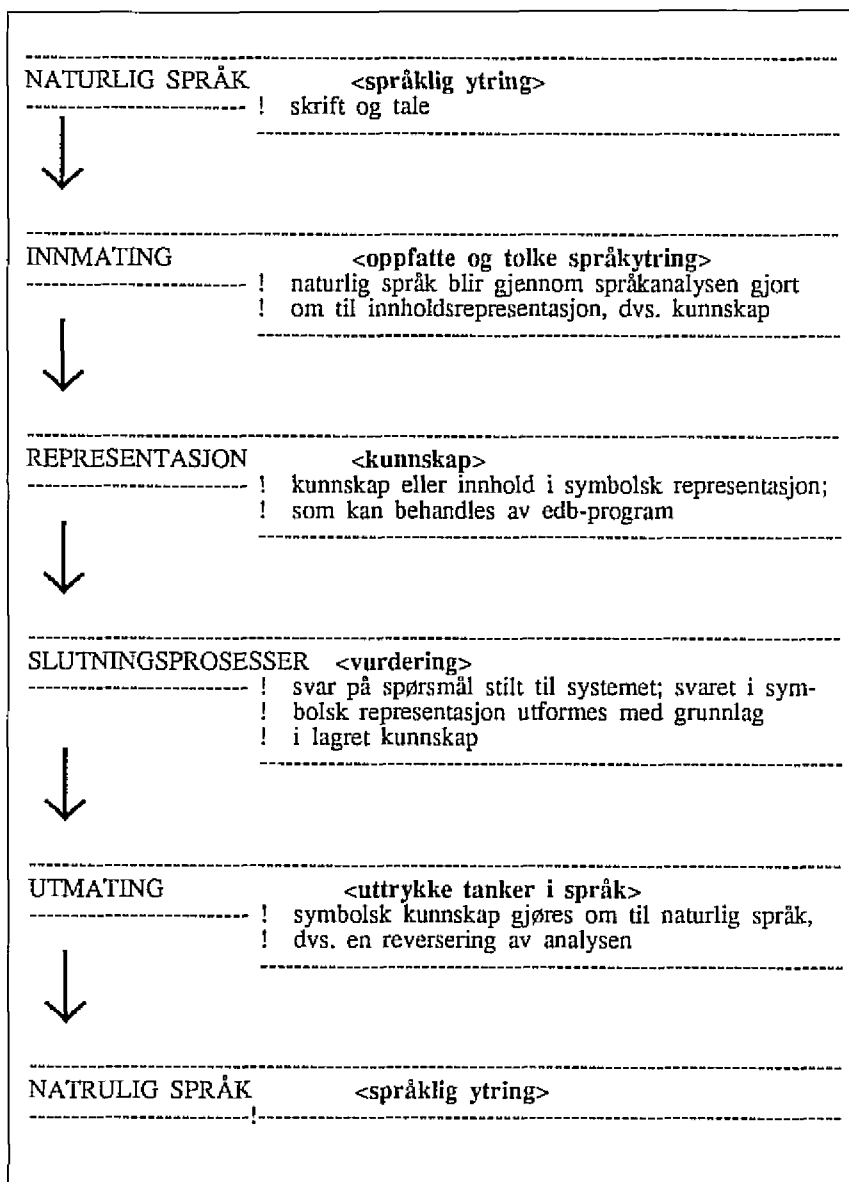 NATURLIG SPRÅK <språklig ytring>
! skrift og tale
INNMATING <oppfatte og tolke språkytring>
! naturlig språk blir gjennom språkanalysen gjort
! om til innholdsrepresentasjon, dvs. kunnskap
REPRESENTASJON <kunnskap>
! kunnskap eller innhold i symbolsk representasjon;
! som kan behandles av edb-program
SLUTNINGSPROSESSER <vurdering>
! svar på spørsmål stilt til systemet; svaret i sym-
! bolsk representasjon utformes med grunnlag
! i lagret kunnskap
UTMATING <uttrykke tanker i språk>
! symbolsk kunnskap gjøres om til naturlig språk,
! dvs. en reversering av analysen
NATRULIG SPRÅK <språklig ytring>
!